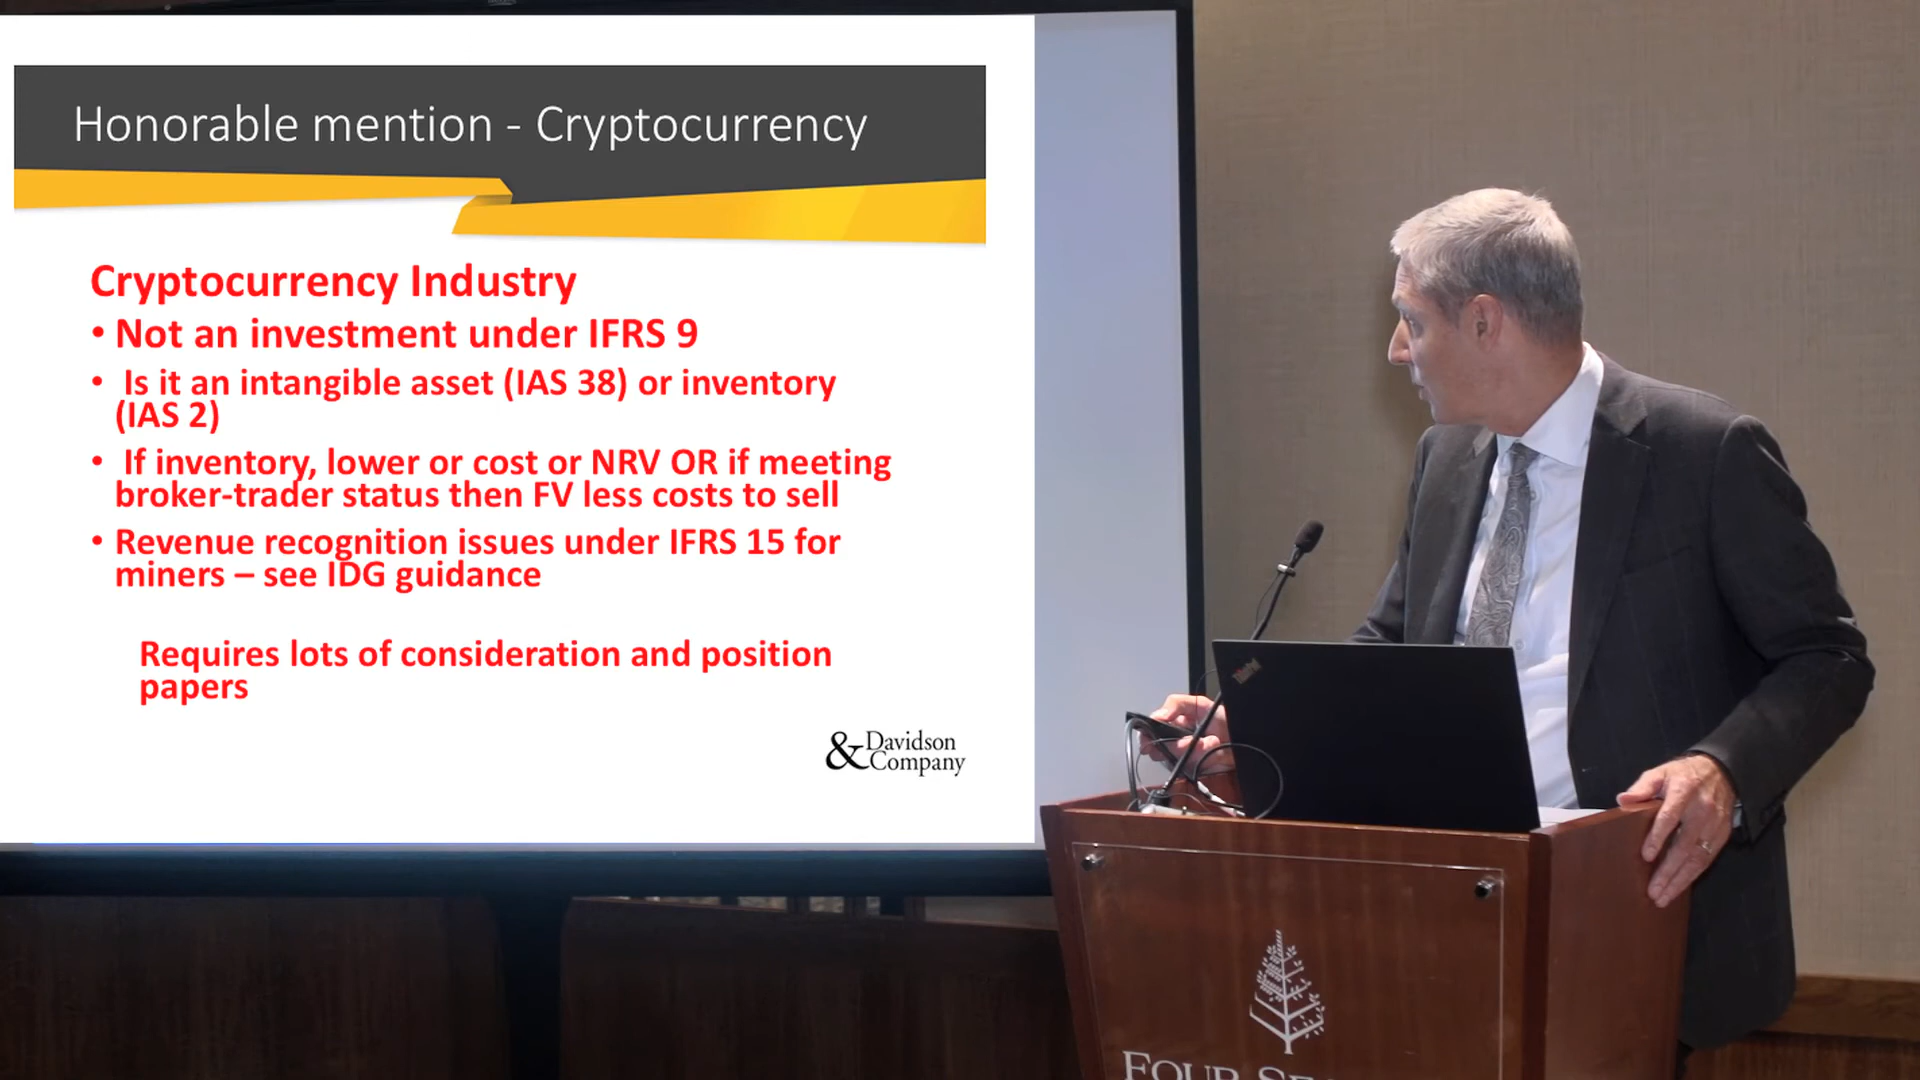 Honorable mention - Cryptocurrency
Cryptocurrency Industry
• Not an investment under IFRS 9
• Is it an intangible asset (IAS 38) or inventory
(IAS 2)
• If inventory, lower or cost or NRV OR if meeting
broker-trader status then FV less costs to sell
• Revenue recognition issues under IFRS 15 for
miners – see IDG guidance
Requires lots of consideration and position
papers
& Davidson
Company
ThinkPad
FOUR SE